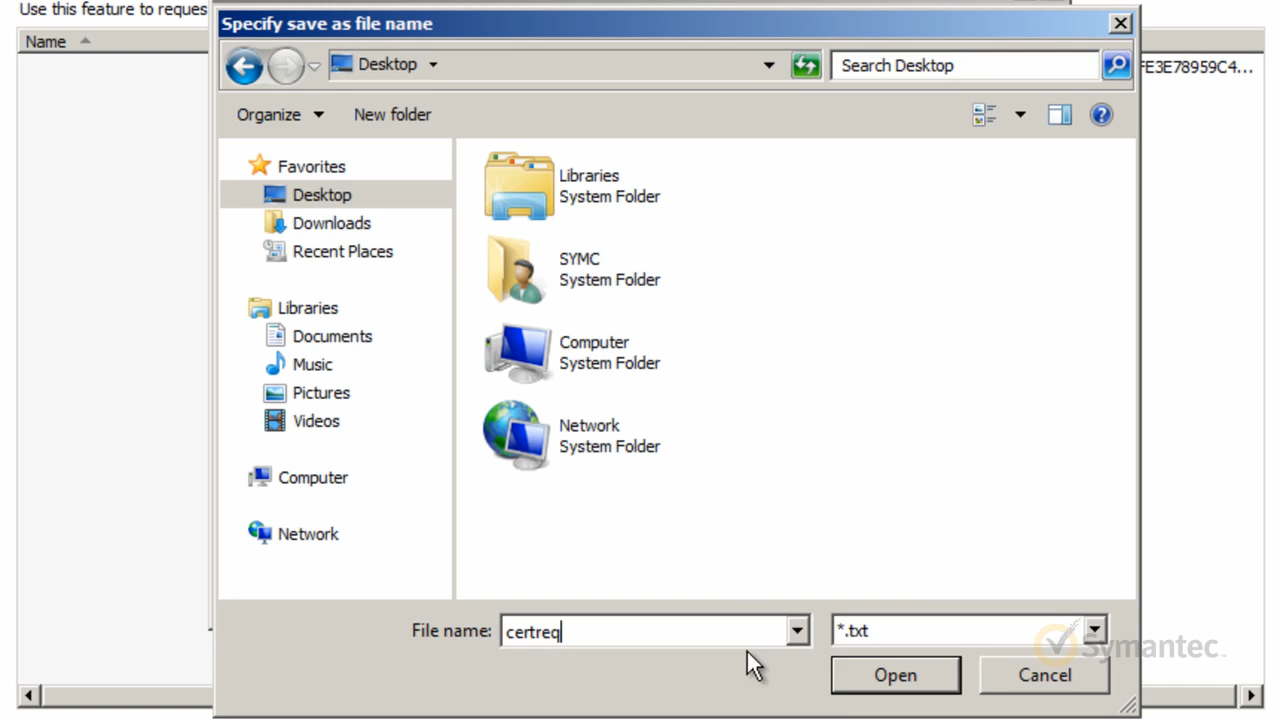 Use this feature to reques
Name
FE3E78959C4...
Specify save as file name
Desktop
Search Desktop
Organize
New folder
Favorites
Desktop
Downloads
Recent Places
Libraries
Documents
Music
Pictures
Videos
Computer
Network
Libraries
System Folder
SYMC
System Folder
Computer
System Folder
Network
System Folder
File name: certreq
*.txt
Open
Cancel
Symantec.